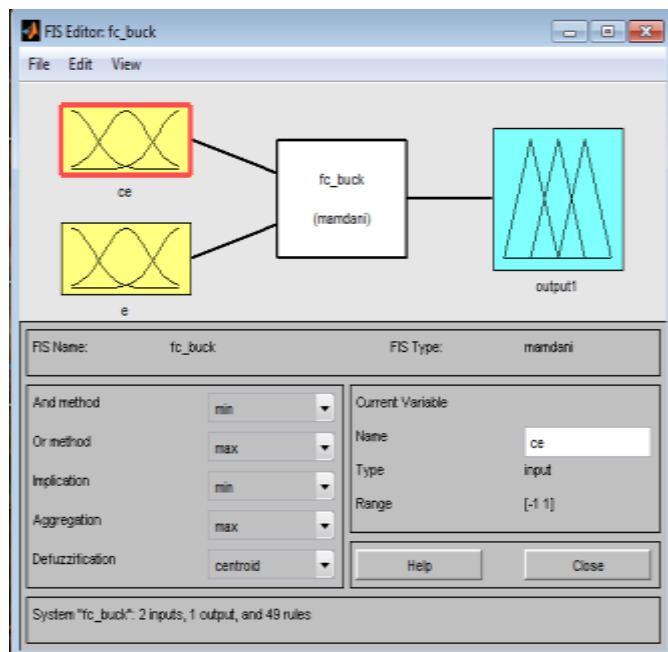 FIS Editor: fc_buck
File Edit View
ce
fc_buck
(mamdani)
e
output1
FIS Name: fc_buck FIS Type: mamdani
And method min
Or method max
Implication min
Aggregation max
Defuzzification centroid
Current Variable
Name ce
Type input
Range [-1 1]
Help Close
System "fc_buck": 2 inputs, 1 output, and 49 rules